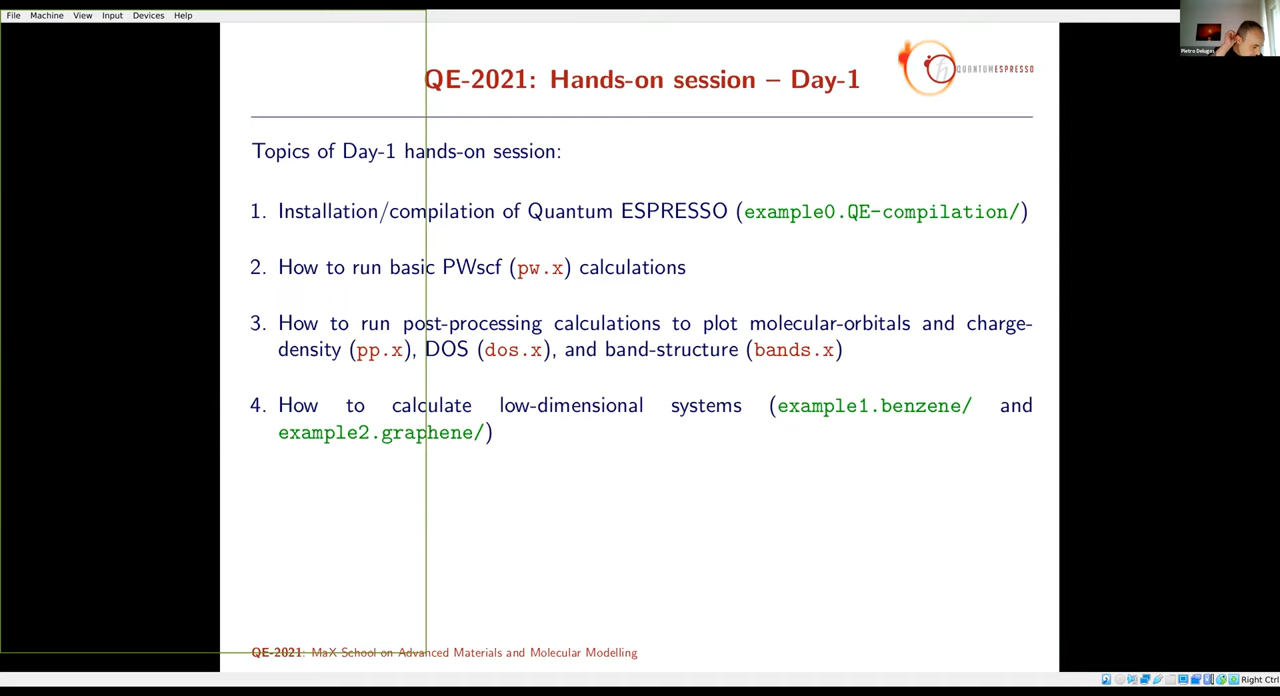 File Machine View Input Devices Help
Pietro Delugas
QE-2021: Hands-on session – Day-1
QUANTUMESPRESSO
Topics of Day-1 hands-on session:
1. Installation/compilation of Quantum ESPRESSO (example0.QE-compilation/)
2. How to run basic PWscf (pw.x) calculations
3. How to run post-processing calculations to plot molecular-orbitals and charge-
density (pp.x), DOS (dos.x), and band-structure (bands.x)
4. How to calculate low-dimensional systems (example1.benzene/ and
example2.graphene/)
QE-2021: MaX School on Advanced Materials and Molecular Modelling
Right Ctrl